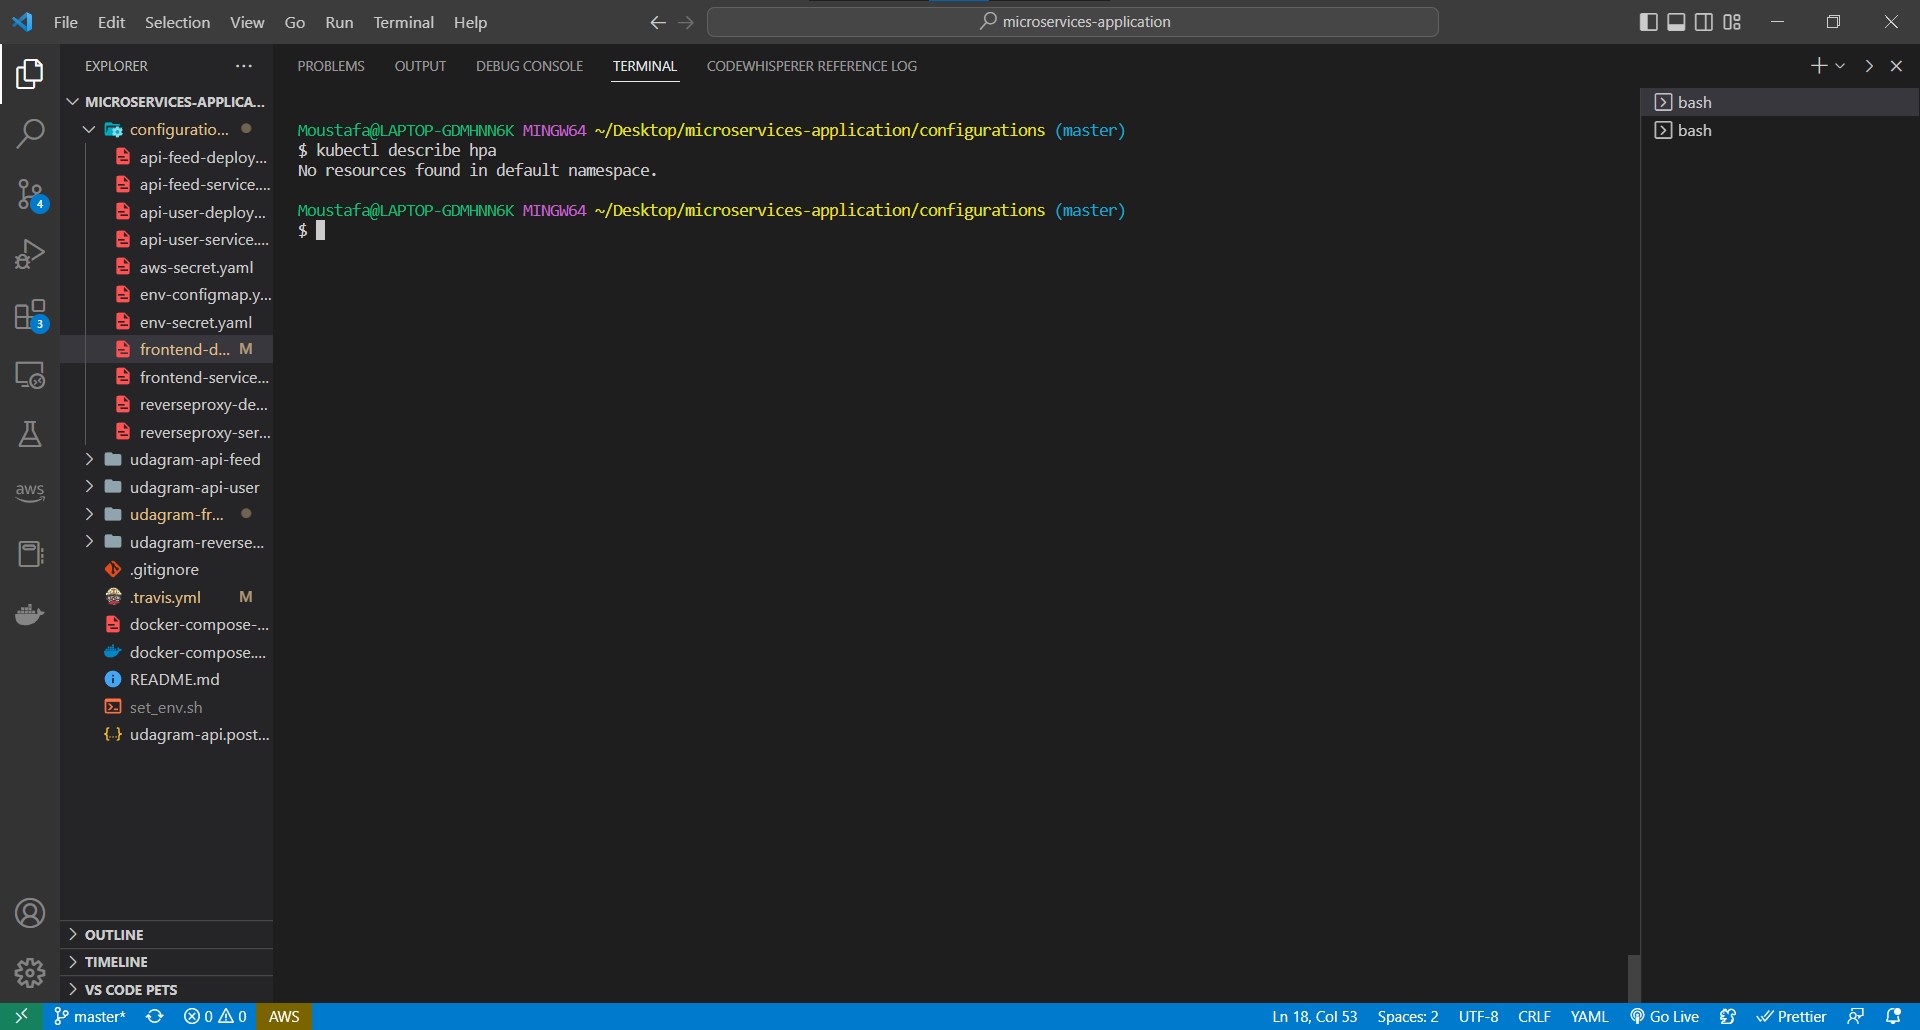 File Edit Selection View Go Run Terminal Help
microservices-application
EXPLORER
PROBLEMS OUTPUT DEBUG CONSOLE TERMINAL CODEWHISPERER REFERENCE LOG
MICROSERVICES-APPLICA...
configuratio...
api-feed-deploy...
api-feed-service....
api-user-deploy...
api-user-service....
aws-secret.yaml
env-configmap.y...
env-secret.yaml
frontend-d... M
frontend-service...
reverseproxy-de...
reverseproxy-ser...
udagram-api-feed
udagram-api-user
udagram-fr...
udagram-reverse...
.gitignore
.travis.yml M
docker-compose-...
docker-compose....
README.md
set_env.sh
udagram-api.post...
OUTLINE
TIMELINE
VS CODE PETS
4
3
aws
Moustafa@LAPTOP-GDMHNN6K MINGW64 ~/Desktop/microservices-application/configurations (master)
$ kubectl describe hpa
No resources found in default namespace.
Moustafa@LAPTOP-GDMHNN6K MINGW64 ~/Desktop/microservices-application/configurations (master)
$
bash
bash
master* 0 0 AWS
Ln 18, Col 53 Spaces: 2 UTF-8 CRLF YAML Go Live Prettier